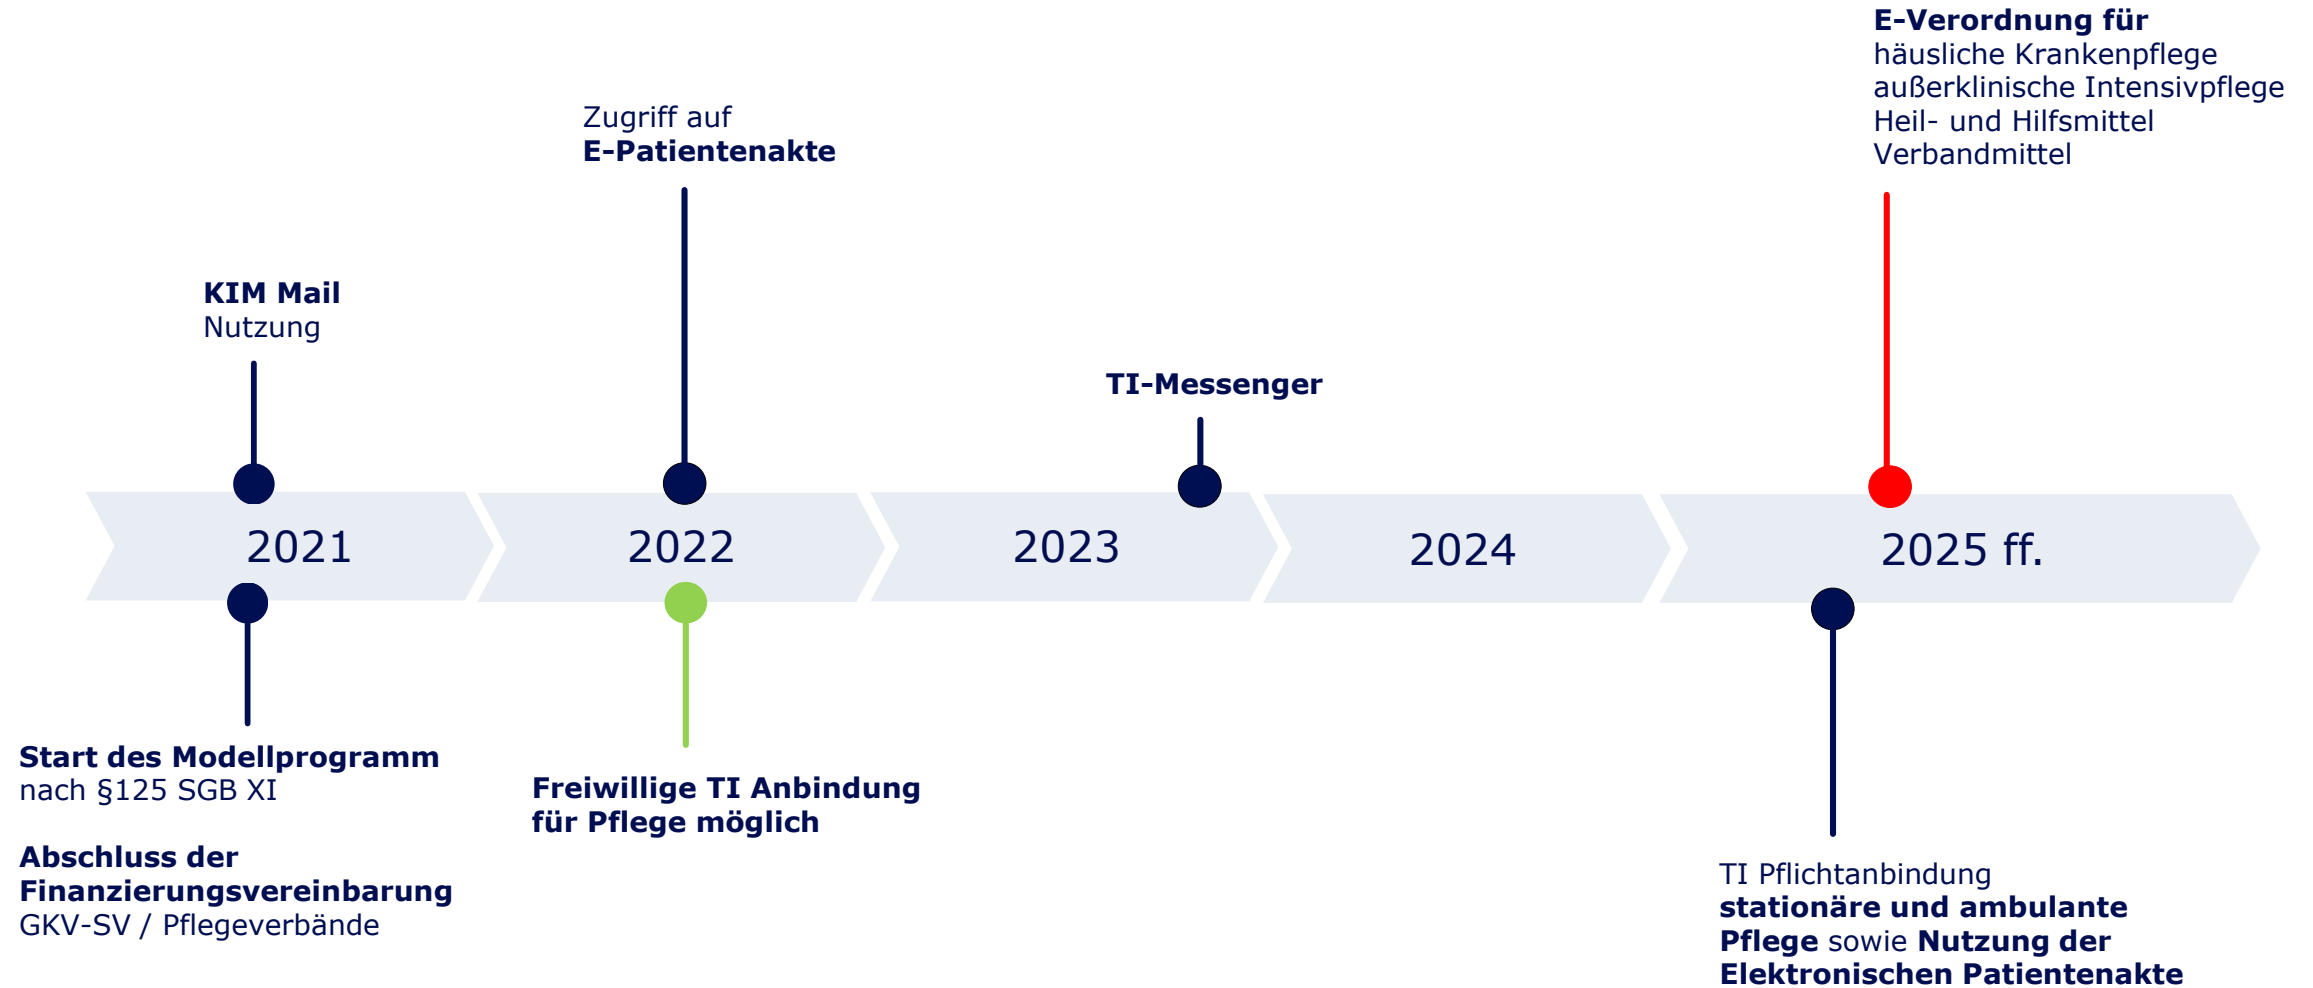 E-Verordnung für
häusliche Krankenpflege
außerklinische Intensivpflege
Heil- und Hilfsmittel
Verbandmittel
Zugriff auf
E-Patientenakte
KIM Mail
Nutzung
TI-Messenger
2021
2022
2023
2024
2025 ff.
Start des Modellprogramm
nach §125 SGB XI
Abschluss der
Finanzierungsvereinbarung
GKV-SV / Pflegeverbände
Freiwillige TI Anbindung
für Pflege möglich
TI Pflichtanbindung
stationäre und ambulante
Pflege sowie Nutzung der
Elektronischen Patientenakte